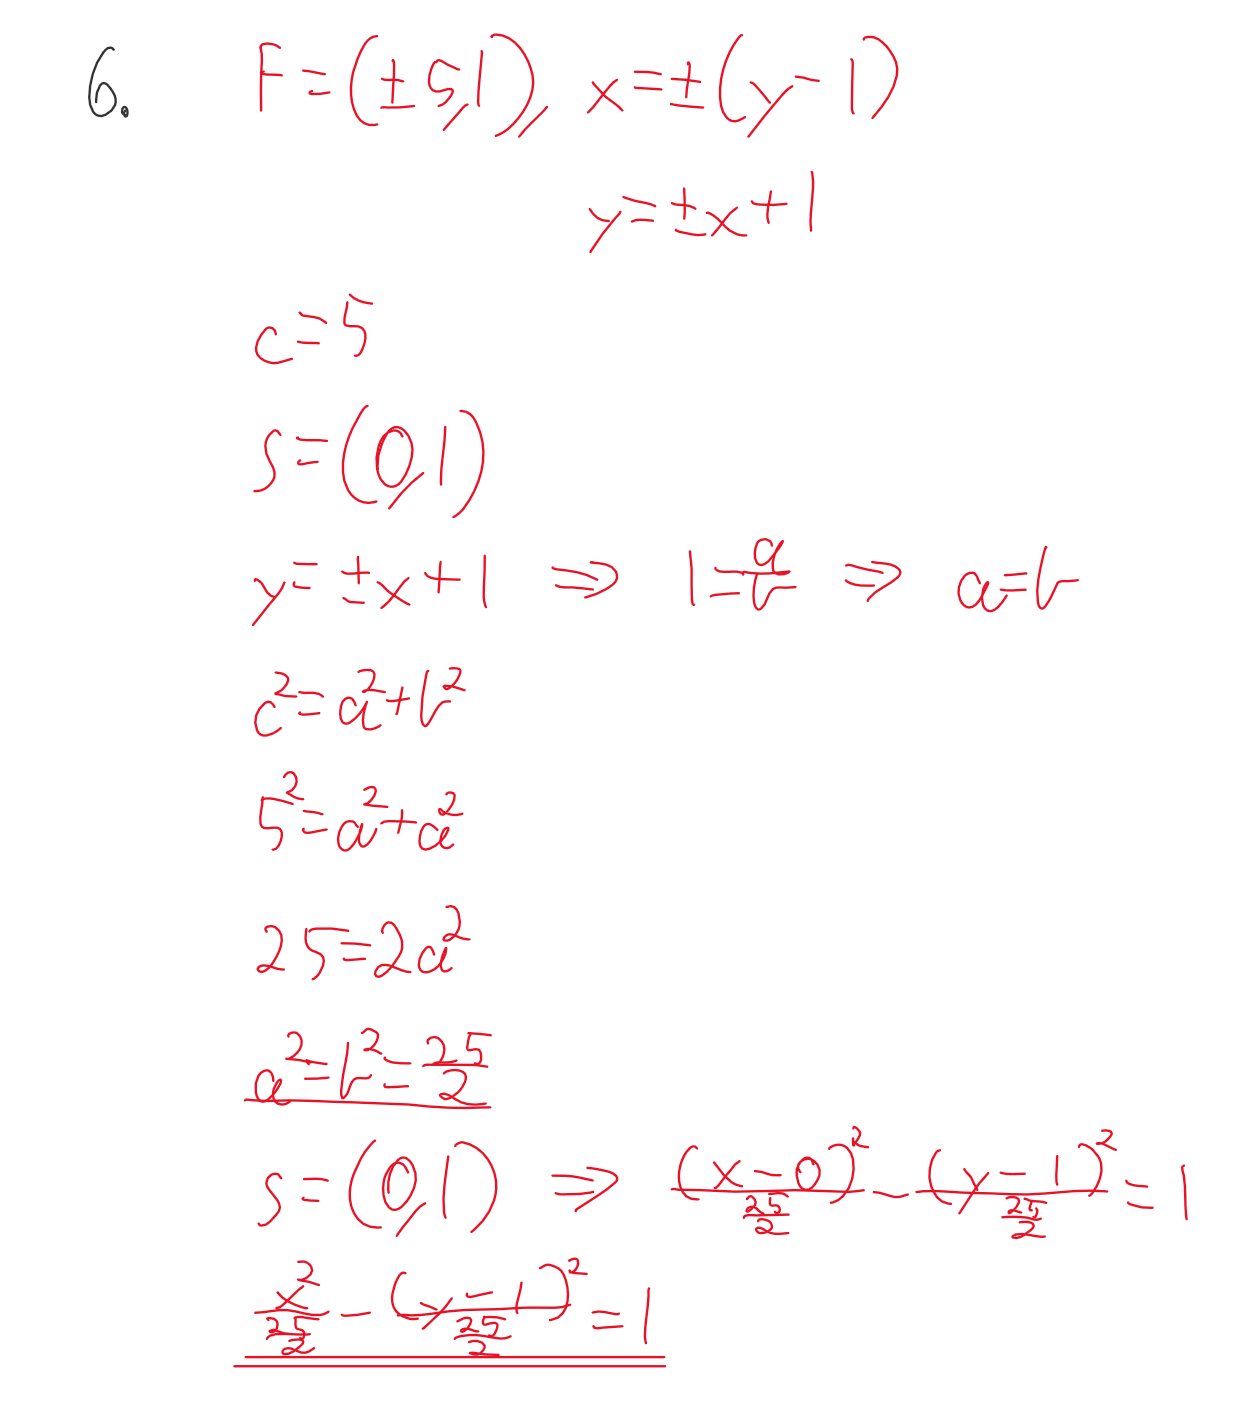 6. F=(±5,1), x=±(y-1)
y=±x+1
c=5
S=(0,1)
y=±x+1 ⇒ 1=a/b ⇒ a=b
c²=a²+b²
5²=a²+a²
25=2a²
a²=b²=25/2
S=(0,1) ⇒ (x-0)²/(25/2) - (y-1)²/(25/2) = 1
x²/(25/2) - (y-1)²/(25/2) = 1